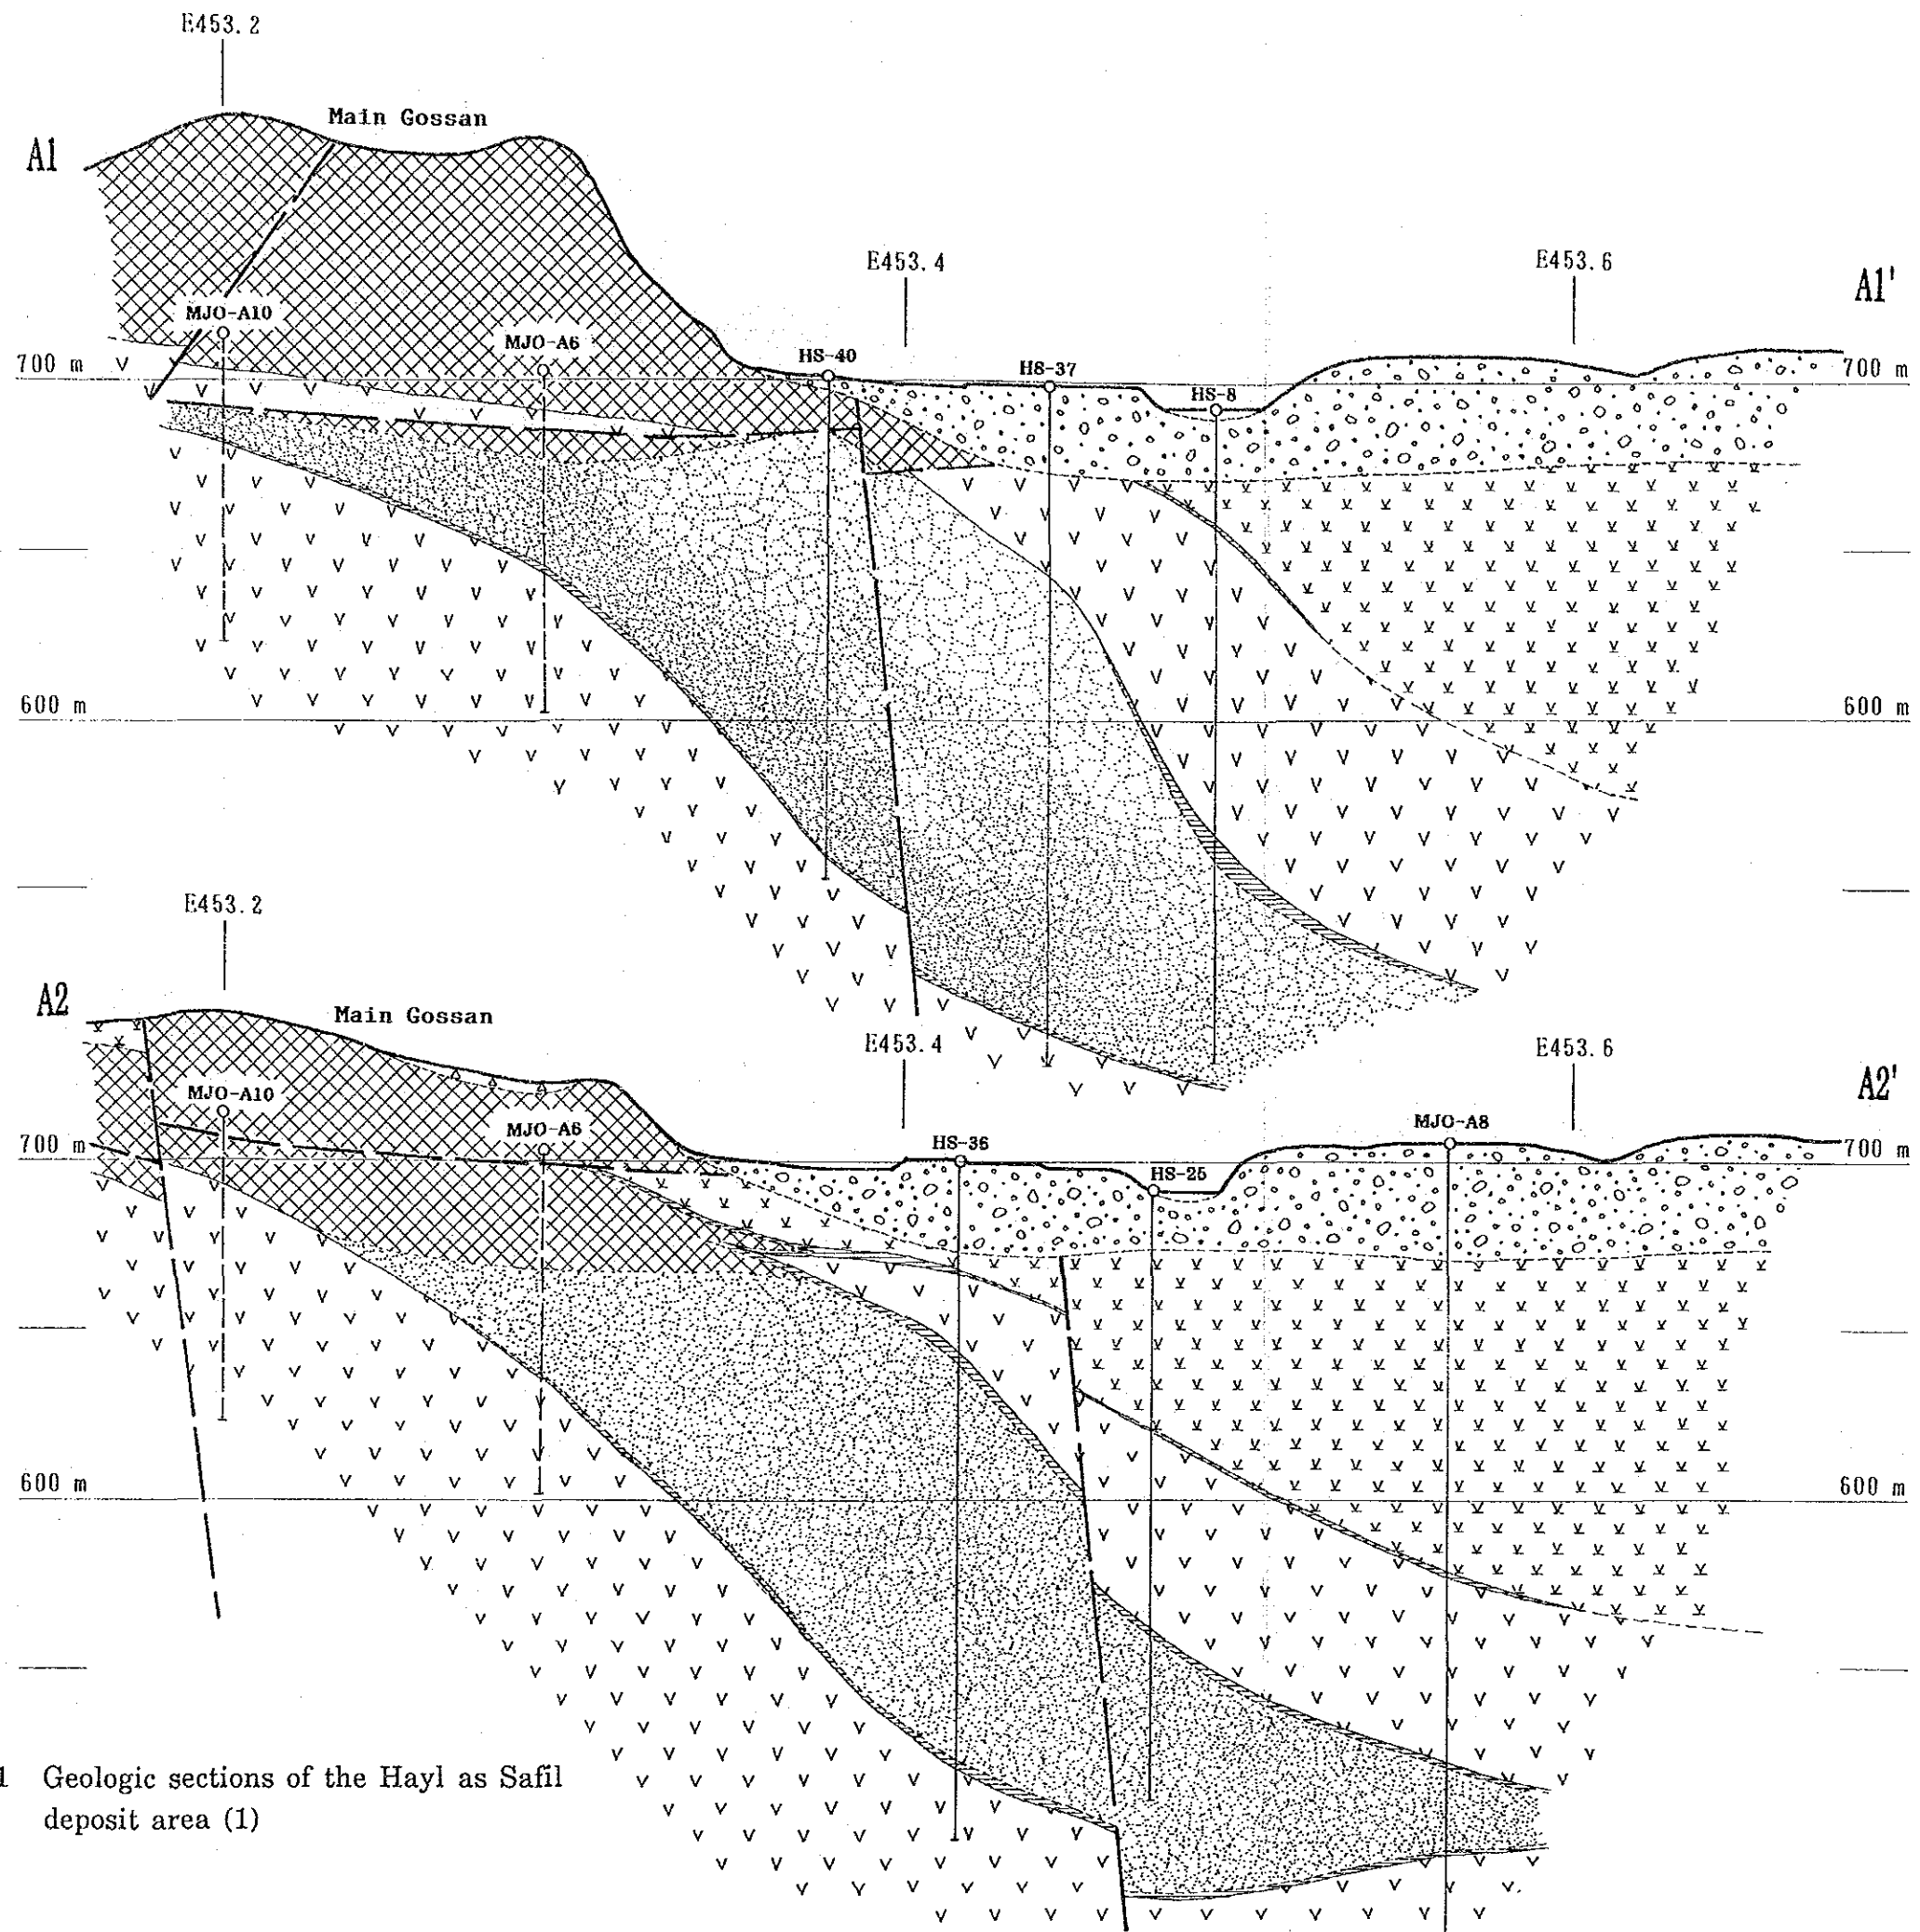 E453.2
Main Gossan
A1
E453.4
E453.6
A1'
MJO-A10
MJO-A6
HS-40
HS-37
HS-8
700 m
700 m
600 m
600 m
E453.2
A2
Main Gossan
E453.4
E453.6
A2'
MJO-A10
MJO-A6
HS-36
HS-25
MJO-A8
700 m
700 m
600 m
600 m
1 Geologic sections of the Hayl as Safil
deposit area (1)